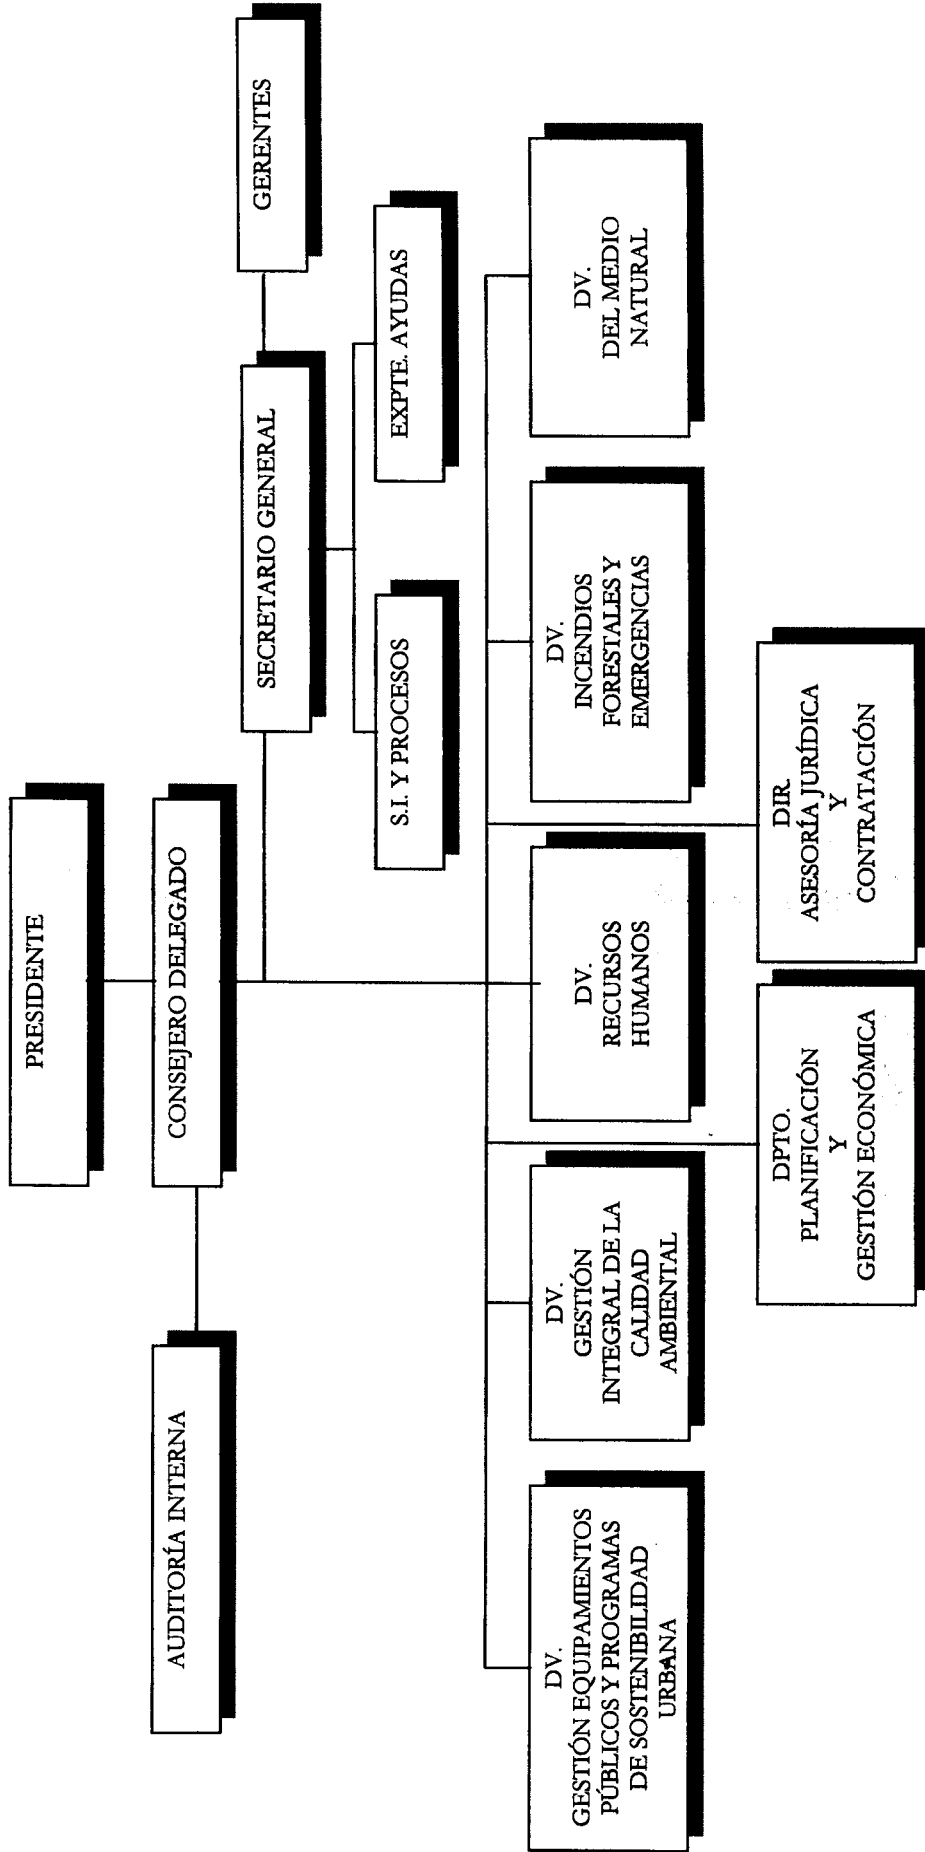 PRESIDENTE
AUDITORÍA INTERNA
CONSEJERO DELEGADO
SECRETARIO GENERAL
GERENTES
S.I. Y PROCESOS
EXPTE. AYUDAS
DV.
GESTIÓN EQUIPAMIENTOS
PÚBLICOS Y PROGRAMAS
DE SOSTENIBILIDAD
URBANA
DV.
GESTIÓN
INTEGRAL DE LA
CALIDAD
AMBIENTAL
DV.
RECURSOS
HUMANOS
DV.
INCENDIOS
FORESTALES Y
EMERGENCIAS
DV.
DEL MEDIO
NATURAL
DPTO.
PLANIFICACIÓN
Y
GESTIÓN ECONÓMICA
DIR.
ASESORÍA JURÍDICA
Y
CONTRATACIÓN